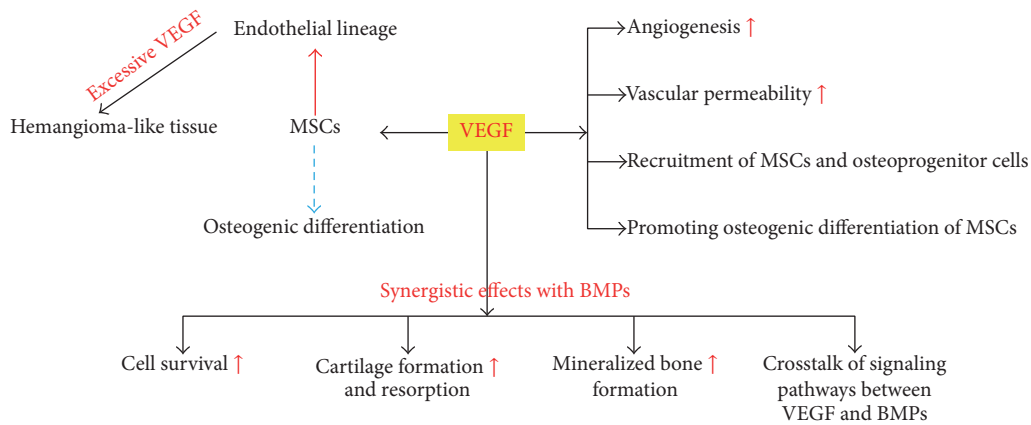 Endothelial lineage
Excessive VEGF
Hemangioma-like tissue
MSCs
Osteogenic differentiation
VEGF
Angiogenesis ↑
Vascular permeability ↑
Recruitment of MSCs and osteoprogenitor cells
Promoting osteogenic differentiation of MSCs
Synergistic effects with BMPs
Cell survival ↑
Cartilage formation ↑
and resorption
Mineralized bone ↑
formation
Crosstalk of signaling
pathways between
VEGF and BMPs